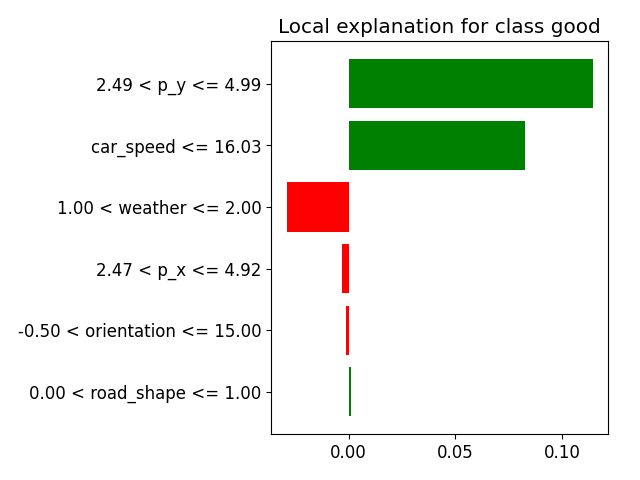 Local explanation for class good
2.49 < p_y <= 4.99
car_speed <= 16.03
1.00 < weather <= 2.00
2.47 < p_x <= 4.92
-0.50 < orientation <= 15.00
0.00 < road_shape <= 1.00
0.00 0.05 0.10